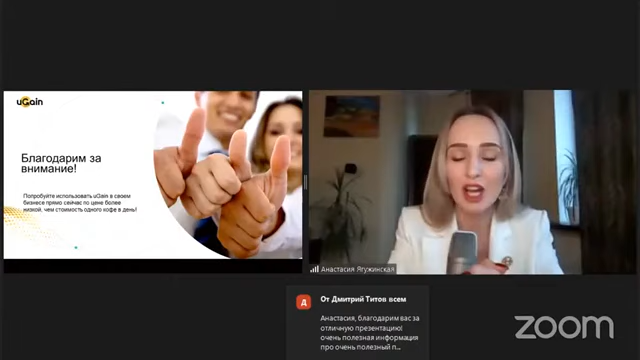 uGain
Благодарим за
внимание!
Попробуйте использовать uGain в своем
бизнесе прямо сейчас по цене более
низкой, чем стоимость одного кофе в день!
Анастасия Ягужинская
Д
От Дмитрий Титов всем
Анастасия, благодарим вас за
отличную презентацию!
очень полезная информация
про очень полезный п...
zoom